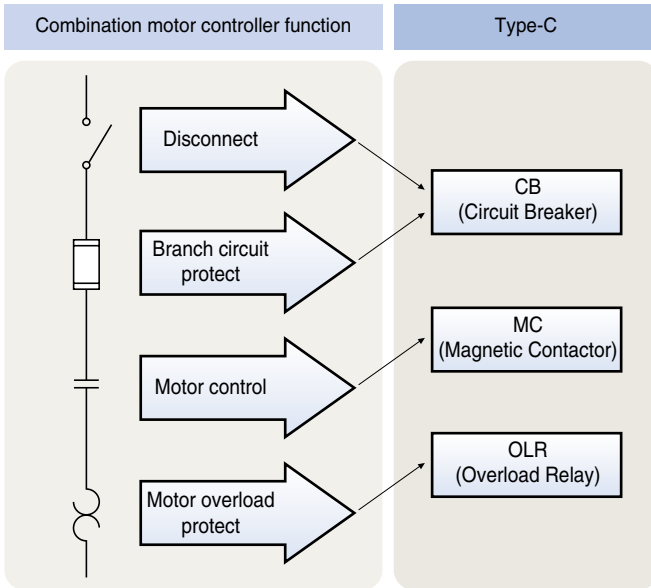 Combination motor controller function
Type-C
Disconnect
Branch circuit
protect
Motor control
Motor overload
protect
CB
(Circuit Breaker)
MC
(Magnetic Contactor)
OLR
(Overload Relay)